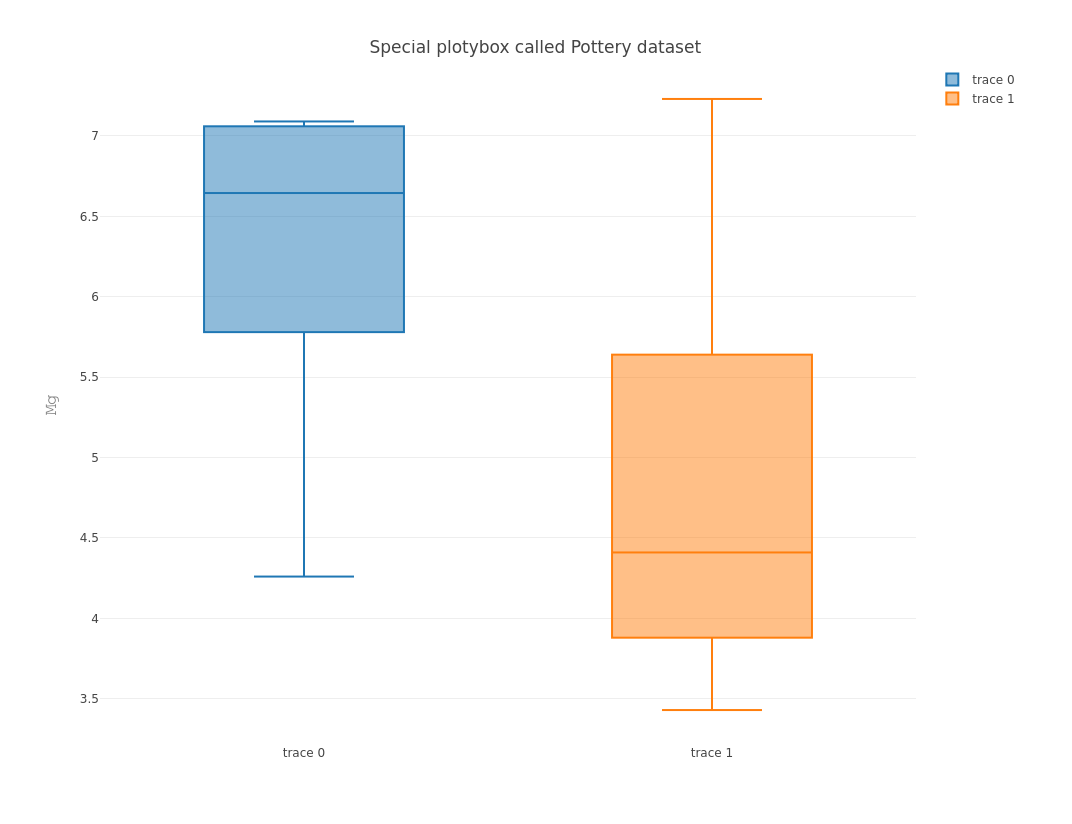 Special plotybox called Pottery dataset
trace 0
trace 1
7
6.5
6
5.5
5
4.5
4
3.5
Mg
trace 0
trace 1